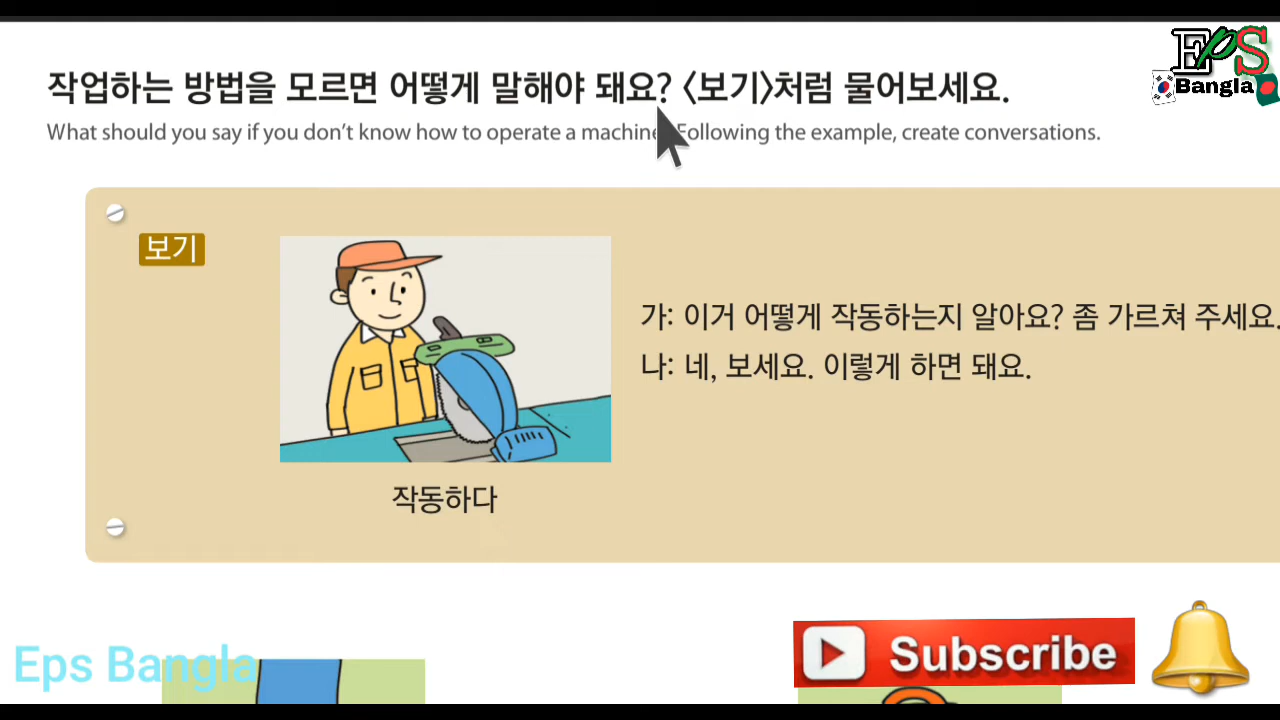 작업하는 방법을 모르면 어떻게 말해야 돼요? 〈보기〉처럼 물어보세요.
What should you say if you don't know how to operate a machine Following the example, create conversations.
EPS
Bangla
보기
가: 이거 어떻게 작동하는지 알아요? 좀 가르쳐 주세요.
나: 네, 보세요. 이렇게 하면 돼요.
작동하다
Eps Bangla
Subscribe